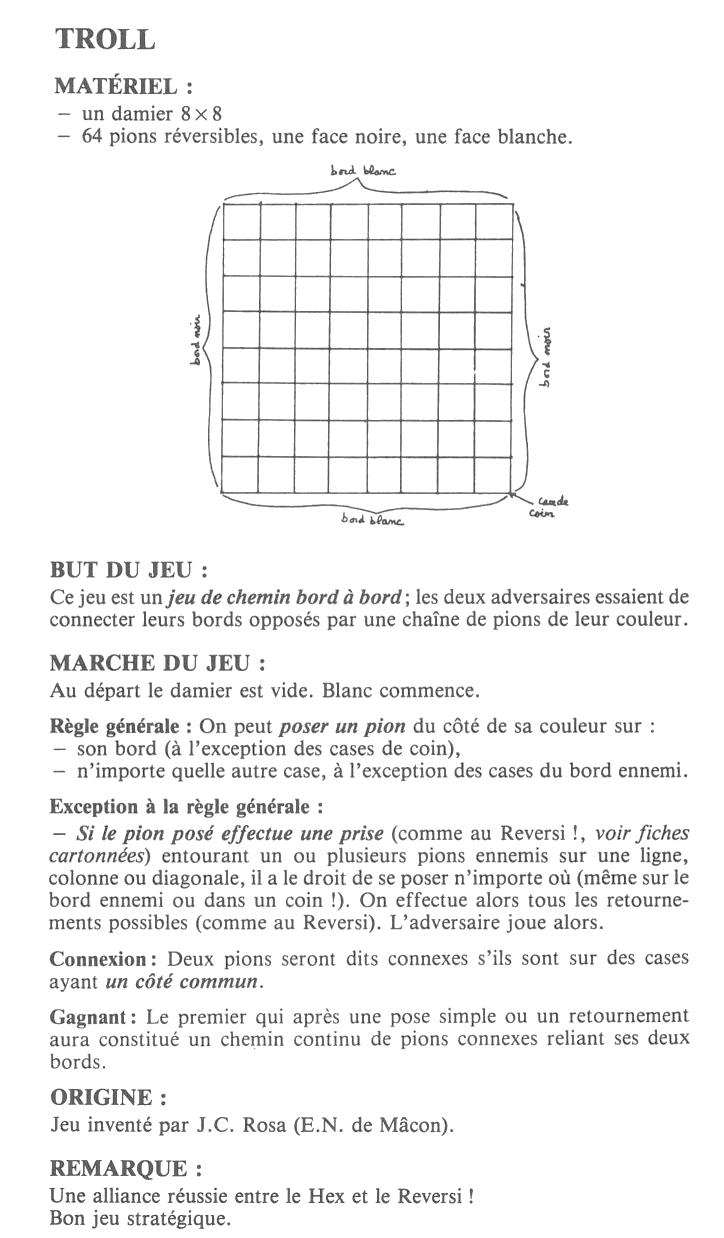 TROLL
MATÉRIEL :
– un damier 8 × 8
– 64 pions réversibles, une face noire, une face blanche.
bord blanc
bord noir
bord noir
case de
coin
bord blanc
BUT DU JEU :
Ce jeu est un jeu de chemin bord à bord ; les deux adversaires essaient de
connecter leurs bords opposés par une chaîne de pions de leur couleur.
MARCHE DU JEU :
Au départ le damier est vide. Blanc commence.
Règle générale : On peut poser un pion du côté de sa couleur sur :
– son bord (à l'exception des cases de coin),
– n'importe quelle autre case, à l'exception des cases du bord ennemi.
Exception à la règle générale :
– Si le pion posé effectue une prise (comme au Reversi !, voir fiches
cartonnées) entourant un ou plusieurs pions ennemis sur une ligne,
colonne ou diagonale, il a le droit de se poser n'importe où (même sur le
bord ennemi ou dans un coin !). On effectue alors tous les retourne-
ments possibles (comme au Reversi). L'adversaire joue alors.
Connexion : Deux pions seront dits connexes s'ils sont sur des cases
ayant un côté commun.
Gagnant : Le premier qui après une pose simple ou un retournement
aura constitué un chemin continu de pions connexes reliant ses deux
bords.
ORIGINE :
Jeu inventé par J.C. Rosa (E.N. de Mâcon).
REMARQUE :
Une alliance réussie entre le Hex et le Reversi !
Bon jeu stratégique.